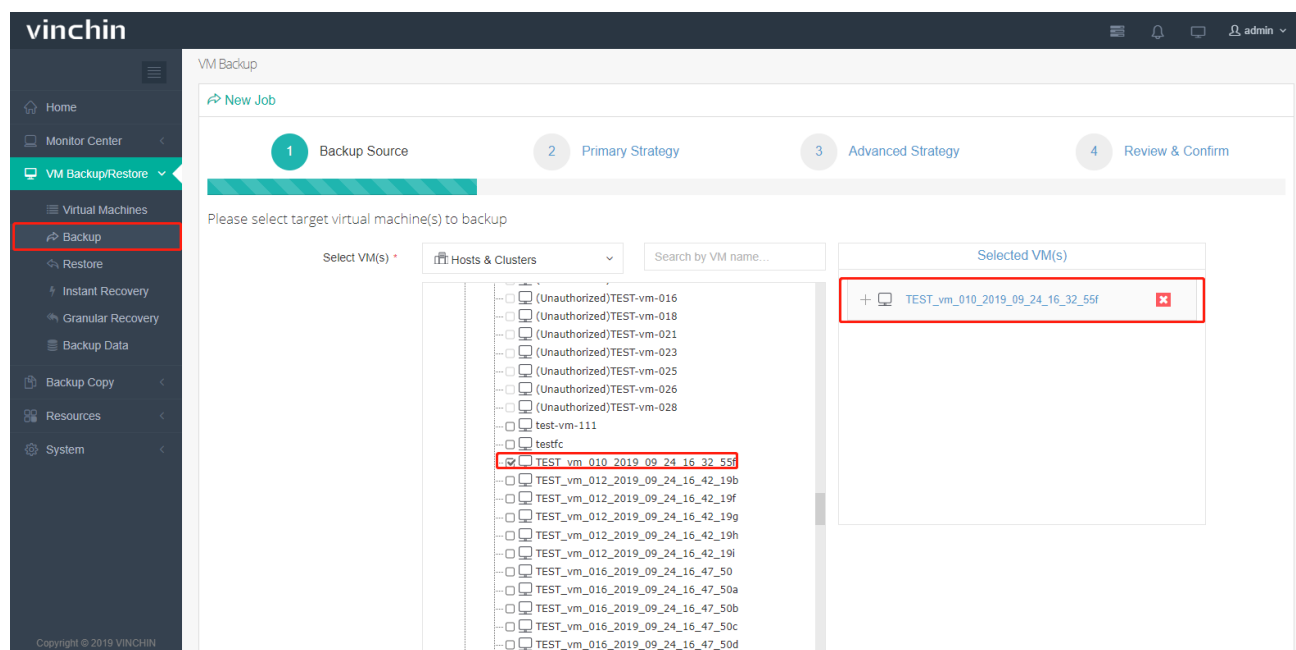 vinchin
admin
VM Backup
Home
New Job
Monitor Center
1 Backup Source
2 Primary Strategy
3 Advanced Strategy
4 Review & Confirm
VM Backup/Restore
Virtual Machines
Please select target virtual machine(s) to backup
Backup
Select VM(s) *
Hosts & Clusters
Search by VM name...
Selected VM(s)
Restore
Instant Recovery
Granular Recovery
Backup Data
Backup Copy
Resources
System
(Unauthorized)TEST-vm-016
(Unauthorized)TEST-vm-018
(Unauthorized)TEST-vm-021
(Unauthorized)TEST-vm-023
(Unauthorized)TEST-vm-025
(Unauthorized)TEST-vm-026
(Unauthorized)TEST-vm-028
test-vm-111
testfc
TEST_vm_010_2019_09_24_16_32_55f
TEST_vm_012_2019_09_24_16_42_19b
TEST_vm_012_2019_09_24_16_42_19f
TEST_vm_012_2019_09_24_16_42_19g
TEST_vm_012_2019_09_24_16_42_19h
TEST_vm_012_2019_09_24_16_42_19i
TEST_vm_016_2019_09_24_16_47_50
TEST_vm_016_2019_09_24_16_47_50a
TEST_vm_016_2019_09_24_16_47_50b
TEST_vm_016_2019_09_24_16_47_50c
TEST_vm_016_2019_09_24_16_47_50d
TEST_vm_010_2019_09_24_16_32_55f
Copyright © 2019 VINCHIN